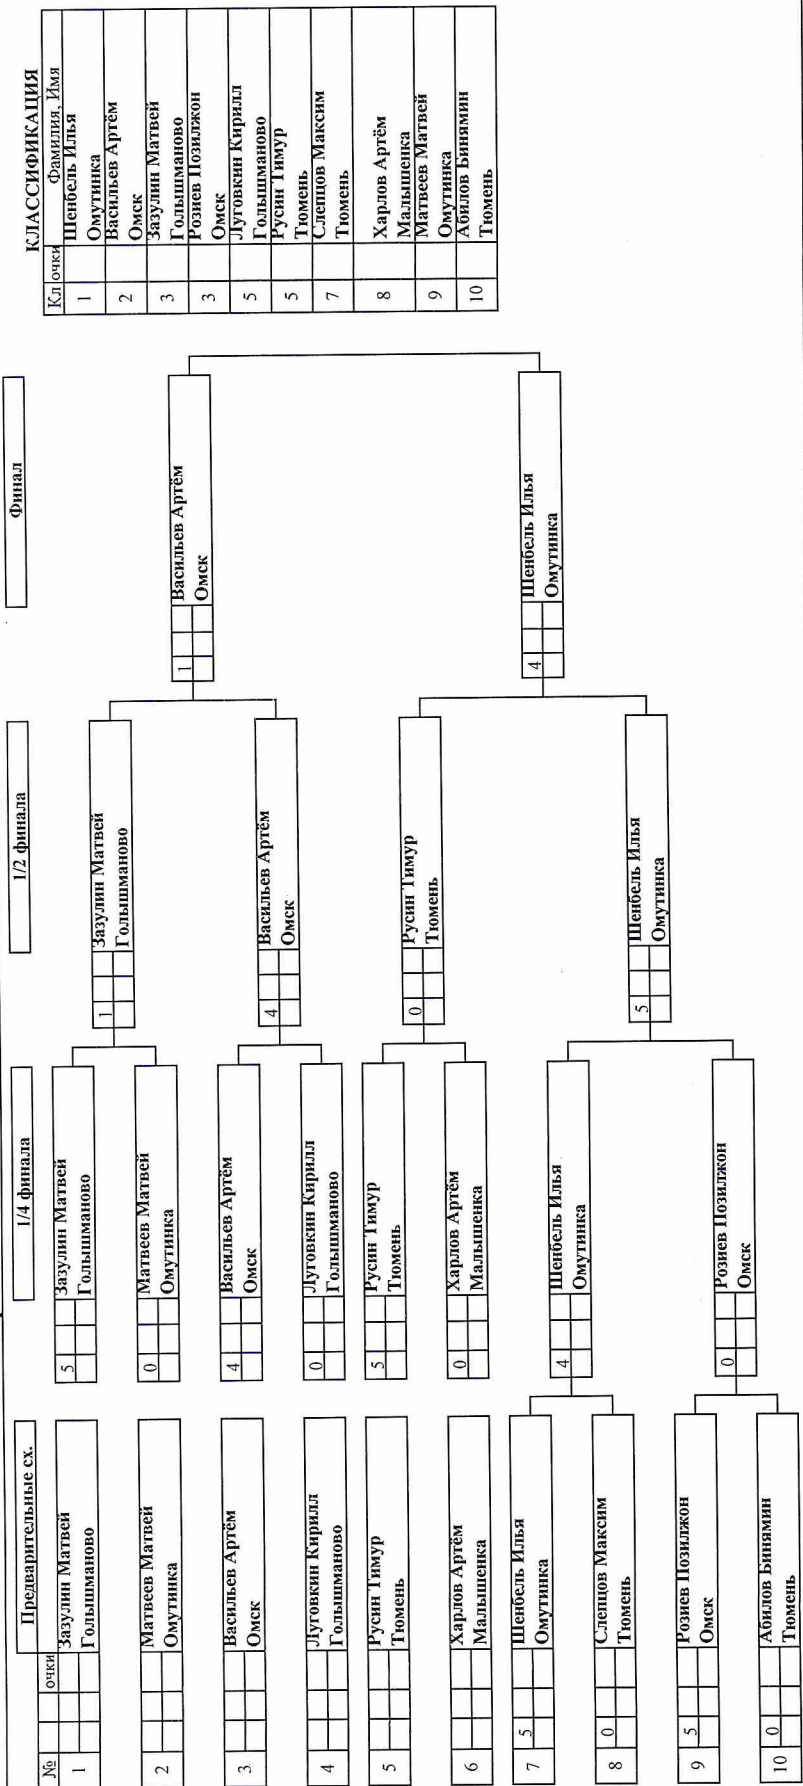 Предварительные сх.
№ очки
1 Зазулин Матвей
Голышманово
2 Матвеев Матвей
Омутинка
3 Васильев Артём
Омск
4 Луговкин Кирилл
Голышманово
5 Русин Тимур
Тюмень
6 Харлов Артём
Малышенка
7 5 Шенбель Илья
Омутинка
8 0 Слепцов Максим
Тюмень
9 5 Розиев Позилжон
Омск
10 0 Абилов Бинямин
Тюмень
1/4 финала
5 Зазулин Матвей
Голышманово
0 Матвеев Матвей
Омутинка
4 Васильев Артём
Омск
0 Луговкин Кирилл
Голышманово
5 Русин Тимур
Тюмень
0 Харлов Артём
Малышенка
4 Шенбель Илья
Омутинка
0 Розиев Позилжон
Омск
1/2 финала
1 Зазулин Матвей
Голышманово
4 Васильев Артём
Омск
0 Русин Тимур
Тюмень
5 Шенбель Илья
Омутинка
Финал
1 Васильев Артём
Омск
4 Шенбель Илья
Омутинка
КЛАССИФИКАЦИЯ
Кл очки Фамилия, Имя
1 Шенбель Илья
Омутинка
2 Васильев Артём
Омск
3 Зазулин Матвей
Голышманово
3 Розиев Позилжон
Омск
5 Луговкин Кирилл
Голышманово
5 Русин Тимур
Тюмень
7 Слепцов Максим
Тюмень
8 Харлов Артём
Малышенка
9 Матвеев Матвей
Омутинка
10 Абилов Бинямин
Тюмень